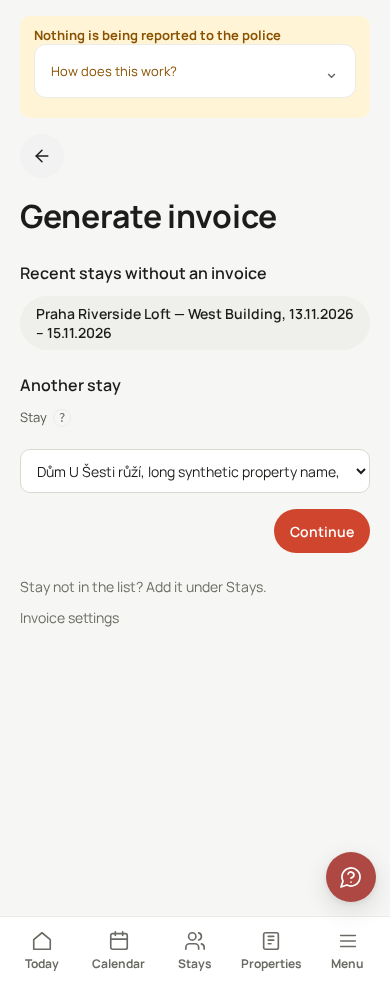 Nothing is being reported to the police
How does this work?
Generate invoice
Recent stays without an invoice
Praha Riverside Loft — West Building, 13.11.2026
– 15.11.2026
Another stay
Stay ?
Dům U Šesti růží, long synthetic property name,
Continue
Stay not in the list? Add it under Stays.
Invoice settings
Today Calendar Stays Properties Menu